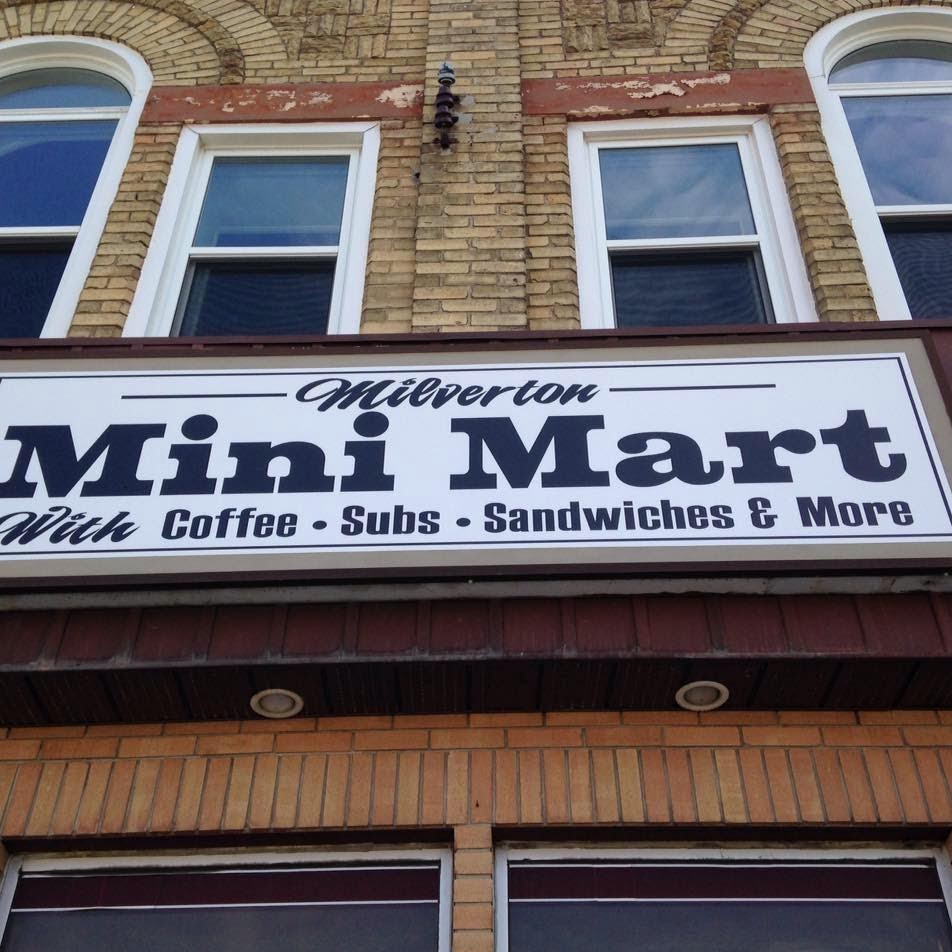 Milverton
Mini Mart
With Coffee • Subs • Sandwiches & More